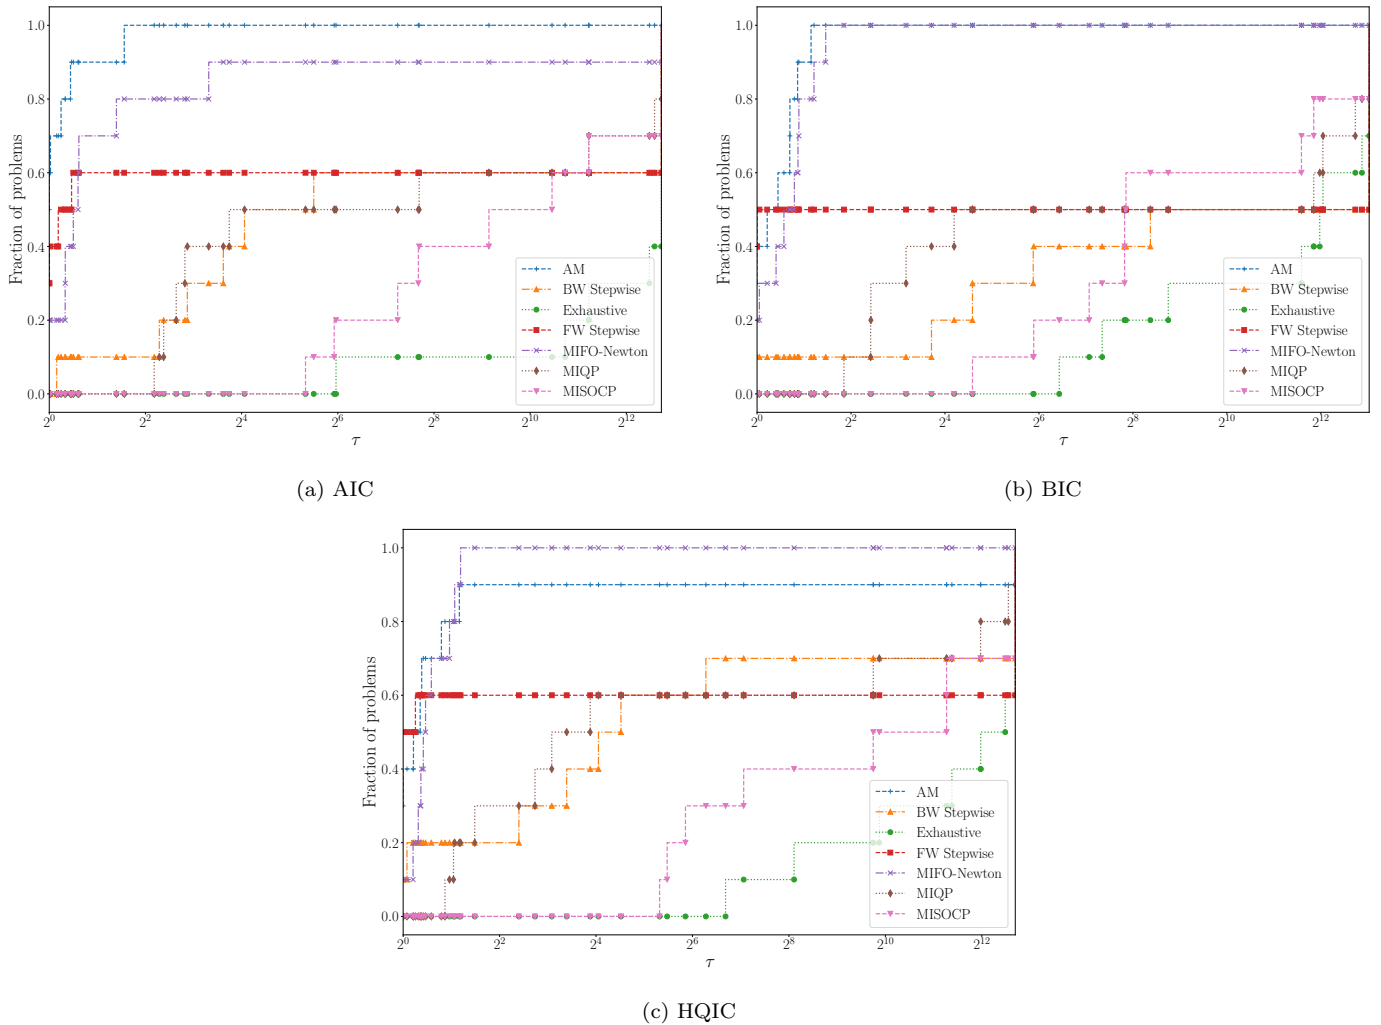 1.0
0.8
0.6
0.4
0.2
0.0
Fraction of problems
2^0 2^2 2^4 2^6 2^8 2^10 2^12
τ
AM
BW Stepwise
Exhaustive
FW Stepwise
MIFO-Newton
MIQP
MISOCP
(a) AIC
1.0
0.8
0.6
0.4
0.2
0.0
Fraction of problems
2^0 2^2 2^4 2^6 2^8 2^10 2^12
τ
AM
BW Stepwise
Exhaustive
FW Stepwise
MIFO-Newton
MIQP
MISOCP
(b) BIC
1.0
0.8
0.6
0.4
0.2
0.0
Fraction of problems
2^0 2^2 2^4 2^6 2^8 2^10 2^12
τ
AM
BW Stepwise
Exhaustive
FW Stepwise
MIFO-Newton
MIQP
MISOCP
(c) HQIC